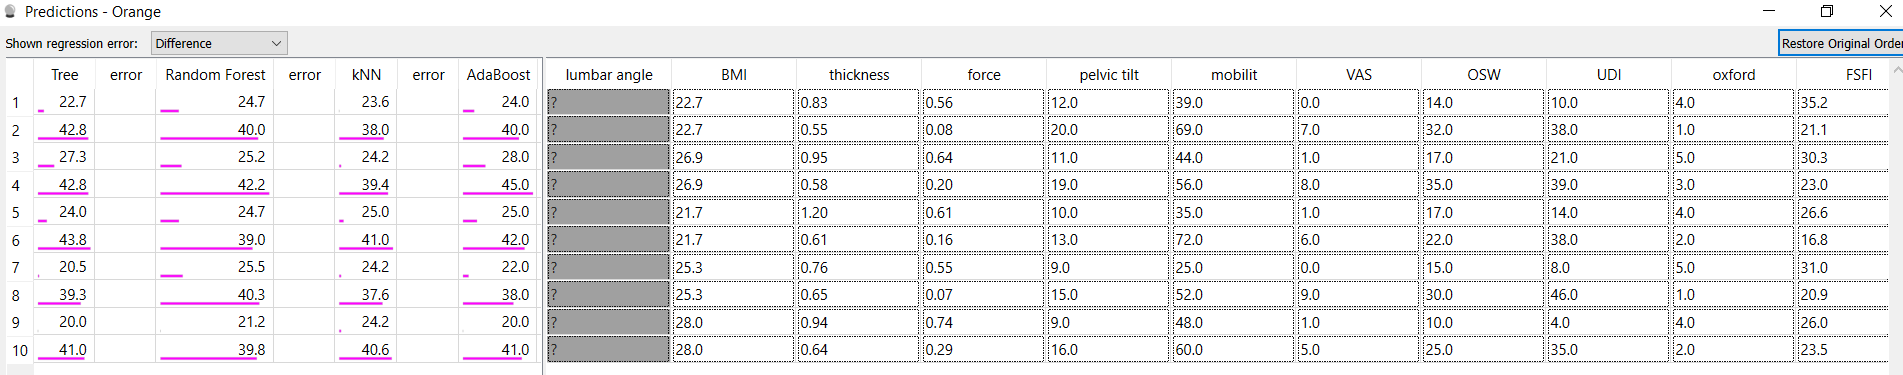 Predictions - Orange
Shown regression error: Difference Restore Original Order
Tree error Random Forest error kNN error AdaBoost lumbar angle BMI thickness force pelvic tilt mobilit VAS OSW UDI oxford FSFI
1 22.7 24.7 23.6 24.0 ? 22.7 0.83 0.56 12.0 39.0 0.0 14.0 10.0 4.0 35.2
2 42.8 40.0 38.0 40.0 ? 22.7 0.55 0.08 20.0 69.0 7.0 32.0 38.0 1.0 21.1
3 27.3 25.2 24.2 28.0 ? 26.9 0.95 0.64 11.0 44.0 1.0 17.0 21.0 5.0 30.3
4 42.8 42.2 39.4 45.0 ? 26.9 0.58 0.20 19.0 56.0 8.0 35.0 39.0 3.0 23.0
5 24.0 24.7 25.0 25.0 ? 21.7 1.20 0.61 10.0 35.0 1.0 17.0 14.0 4.0 26.6
6 43.8 39.0 41.0 42.0 ? 21.7 0.61 0.16 13.0 72.0 6.0 22.0 38.0 2.0 16.8
7 20.5 25.5 24.2 22.0 ? 25.3 0.76 0.55 9.0 25.0 0.0 15.0 8.0 5.0 31.0
8 39.3 40.3 37.6 38.0 ? 25.3 0.65 0.07 15.0 52.0 9.0 30.0 46.0 1.0 20.9
9 20.0 21.2 24.2 20.0 ? 28.0 0.94 0.74 9.0 48.0 1.0 10.0 4.0 4.0 26.0
10 41.0 39.8 40.6 41.0 ? 28.0 0.64 0.29 16.0 60.0 5.0 25.0 35.0 2.0 23.5